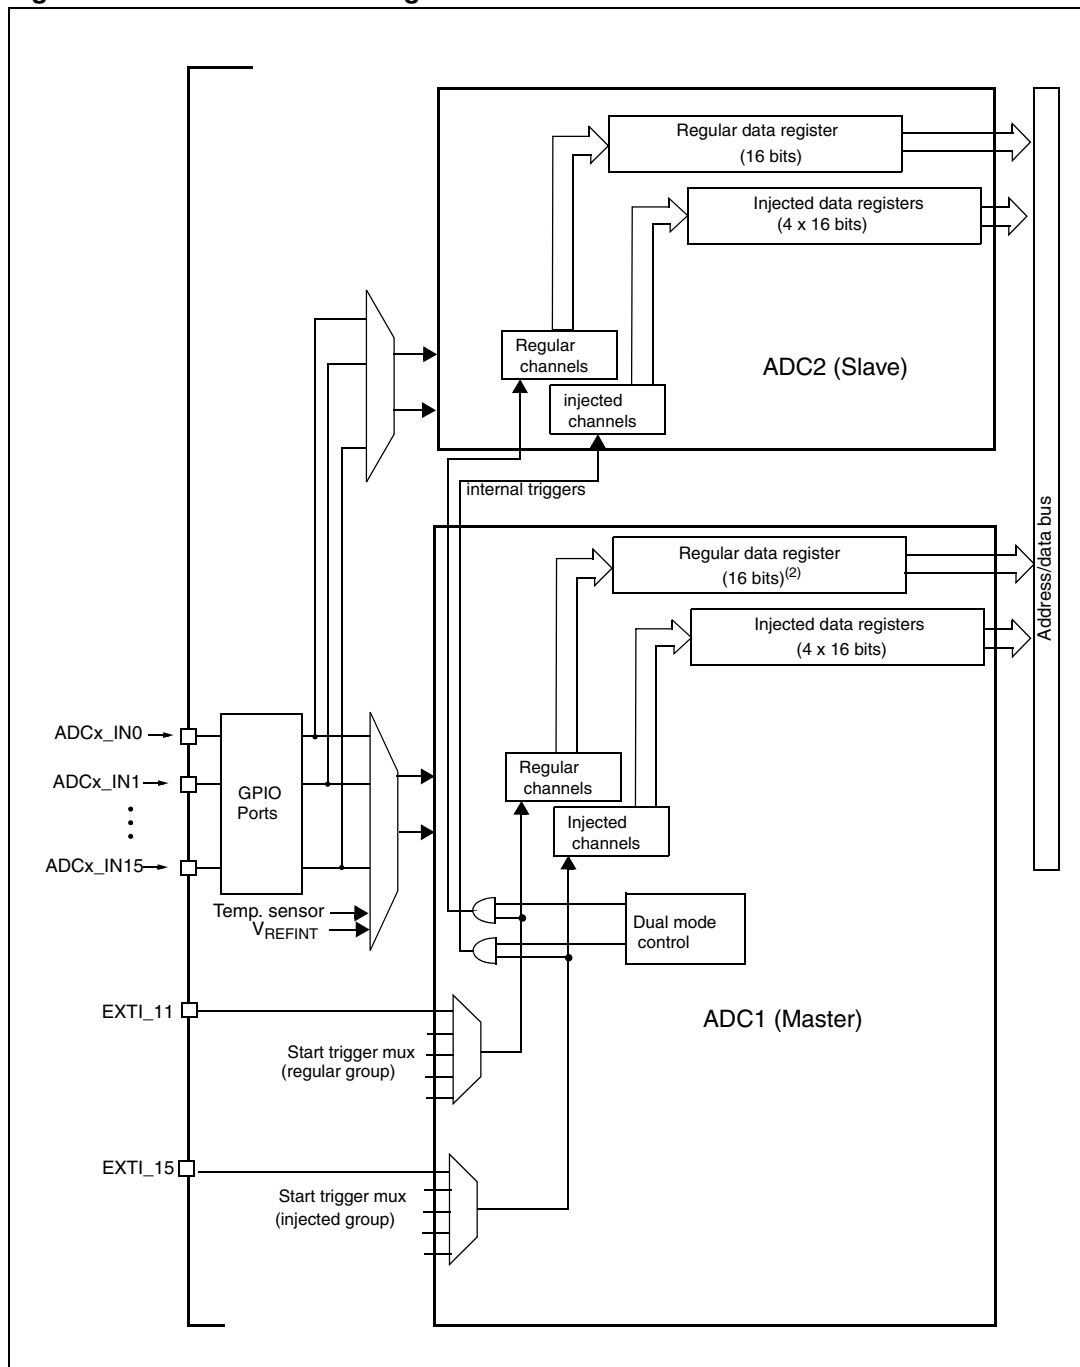 Regular data register
(16 bits)
Injected data registers
(4 x 16 bits)
Regular
channels
ADC2 (Slave)
injected
channels
internal triggers
Regular data register
(16 bits)(2)
Injected data registers
(4 x 16 bits)
Address/data bus
ADCx_IN0
ADCx_IN1
ADCx_IN15
GPIO
Ports
Regular
channels
Injected
channels
Temp. sensor
VREFINT
Dual mode
control
EXTI_11
ADC1 (Master)
Start trigger mux
(regular group)
EXTI_15
Start trigger mux
(injected group)